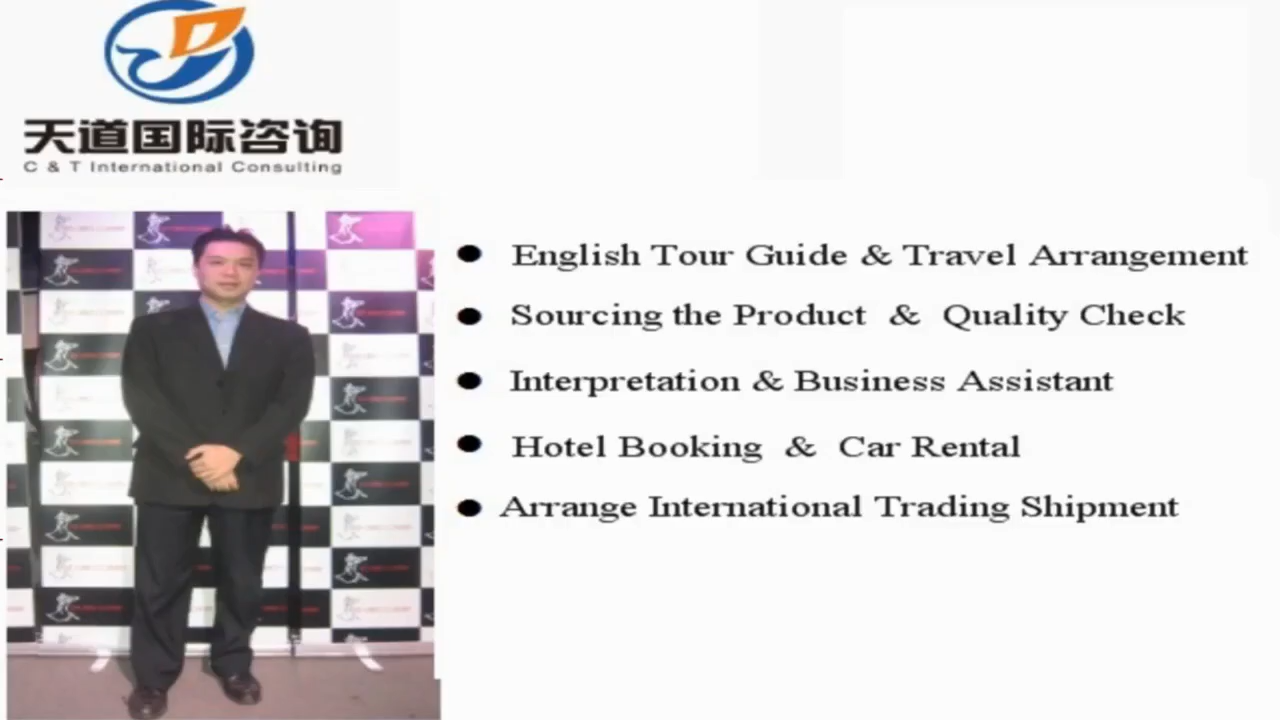 天道国际咨询
C & T International Consulting
● English Tour Guide & Travel Arrangement
● Sourcing the Product & Quality Check
● Interpretation & Business Assistant
● Hotel Booking & Car Rental
● Arrange International Trading Shipment